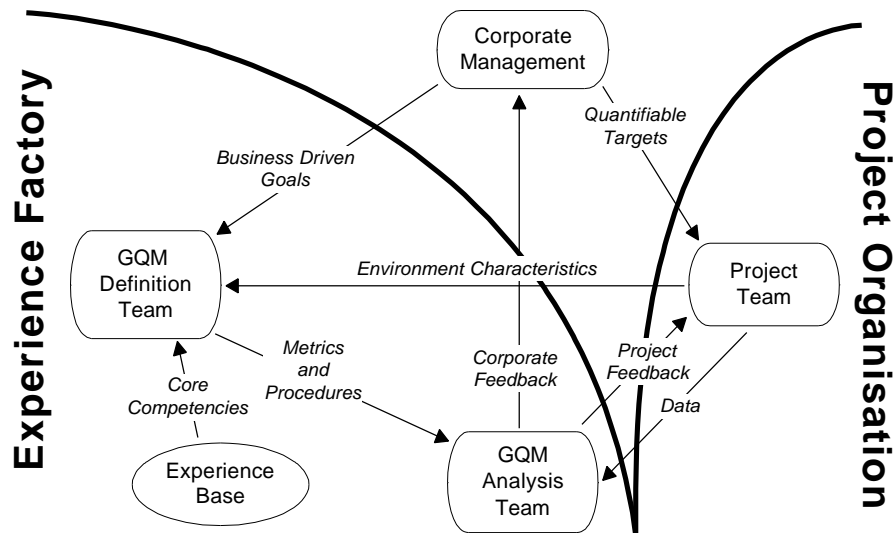 Experience Factory
Project Organisation
Corporate
Management
Quantifiable
Targets
Business Driven
Goals
GQM
Definition
Team
Environment Characteristics
Project
Team
Metrics
and
Procedures
Corporate
Feedback
Project
Feedback
Data
Core
Competencies
GQM
Analysis
Team
Experience
Base